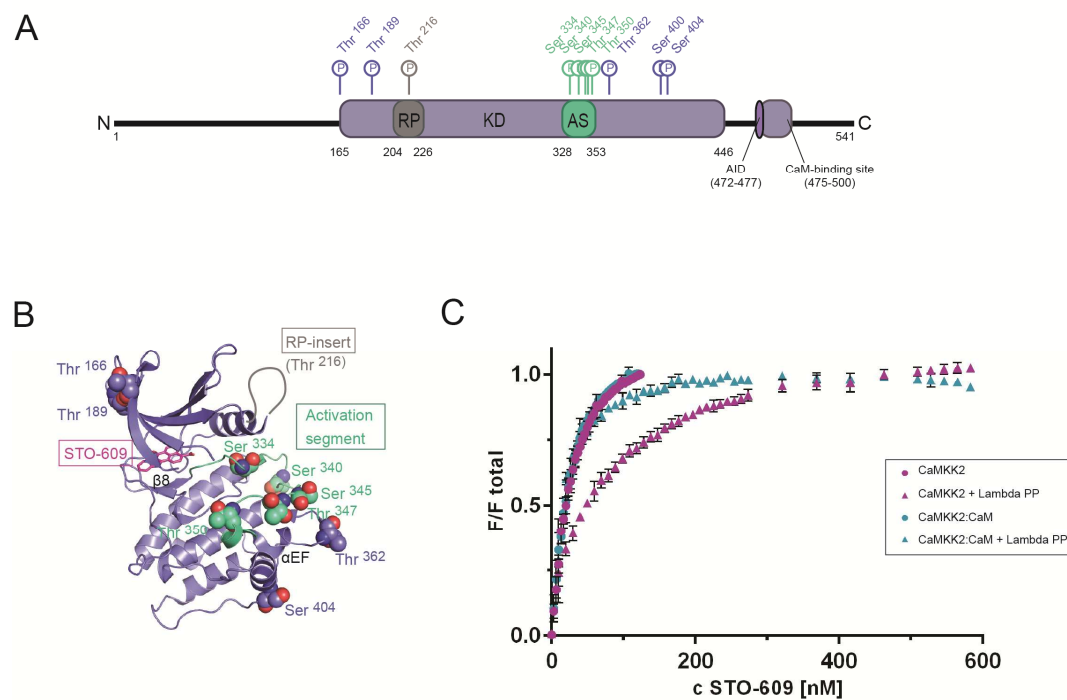 A
Thr 166
Thr 189
Thr 216
Ser 334
Ser 340
Ser 345
Thr 347
Thr 350
Thr 362
Ser 400
Ser 404
P P P P P P P
N RP KD AS C
1 541
165 204 226 328 353 446
AID
(472-477)
CaM-binding site
(475-500)
B
RP-insert
(Thr 216)
Thr 166
Thr 189
Activation
segment
STO-609
Ser 334
β8
Ser 340
Ser 345
Thr 347
Thr 350
αEF
Thr 362
Ser 404
C
F/F total
1.0
0.5
0.0
0 200 400 600
c STO-609 [nM]
CaMKK2
CaMKK2 + Lambda PP
CaMKK2:CaM
CaMKK2:CaM + Lambda PP